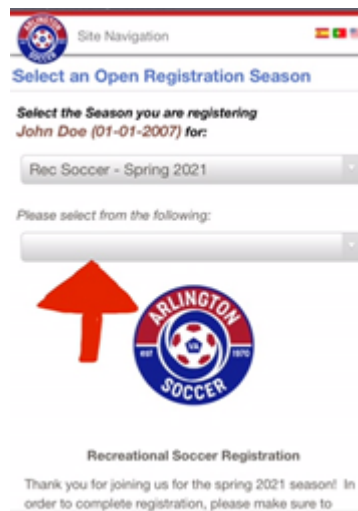 ARLINGTON
SOCCER
Site Navigation
Select an Open Registration Season
Select the Season you are registering
John Doe (01-01-2007) for:
Rec Soccer - Spring 2021
Please select from the following:
ARLINGTON
VA
est 1970
SOCCER
Recreational Soccer Registration
Thank you for joining us for the spring 2021 season! In
order to complete registration, please make sure to